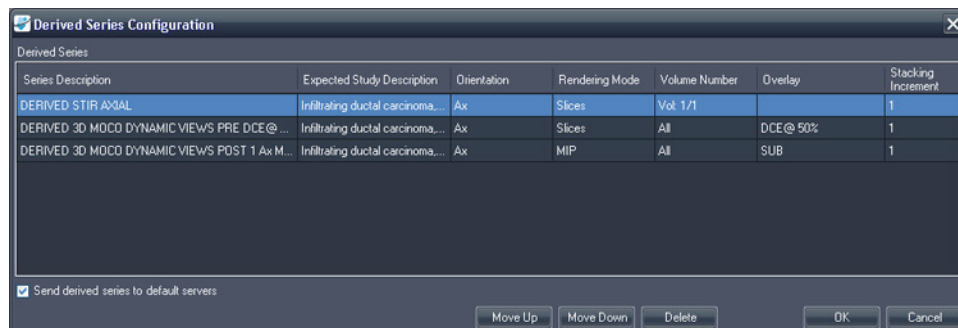 Derived Series Configuration
Derived Series
Series Description Expected Study Description Orientation Rendering Mode Volume Number Overlay Stacking Increment
DERIVED STIR AXIAL Infiltrating ductal carcinoma,... Ax Slices Vol: 1/1 1
DERIVED 3D MOCO DYNAMIC VIEWS PRE DCE@ ... Infiltrating ductal carcinoma,... Ax Slices All DCE@ 50% 1
DERIVED 3D MOCO DYNAMIC VIEWS POST 1 Ax M... Infiltrating ductal carcinoma,... Ax MIP All SUB 1
Send derived series to default servers
Move Up Move Down Delete OK Cancel